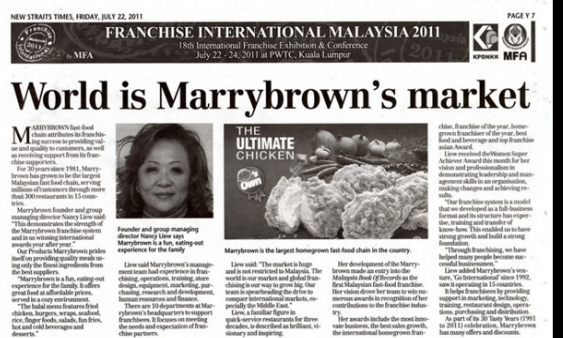 NEW STRAITS TIMES, FRIDAY, JULY 22, 2011
PAGE Y 7
FRANCHISE INTERNATIONAL MALAYSIA 2011
18th International Franchise Exhibition & Conference
by MFA
July 22 - 24, 2011 at PWTC, Kuala Lumpur
KPDNKK
MFA
World is Marrybrown's market
MARRYBROWN fast-food
chain attributes its franchis-
ing success to providing val-
ue and quality to customers, as well
as receiving support from its fran-
chise supporters.
For 30 years since 1981, Marry-
brown has grown to be the largest
Malaysian fast food chain, serving
millions of customers through more
than 300 restaurants in 15 coun-
tries.
Marrybrown founder and group
managing director Nancy Liew said:
"This demonstrates the strength of
the Marrybrown franchise system
and in us winning international
awards year after year."
Our Products Marrybrown prides
itself on providing quality meals us-
ing only the finest ingredients from
the best suppliers.
"Marrybrown is a fun, eating-out
experience for the family. It offers
great food at affordable prices,
served in a cozy environment.
"The halal menu features fried
chicken, burgers, wraps, seafood,
rice, finger foods, salads, fun fries,
hot and cold beverages and
desserts."
Founder and group managing
director Nancy Liew says
Marrybrown is a fun, eating-out
experience for the family
Liew said Marrybrown's manage-
ment team had experience in fran-
chising, operations, training, store
design, equipment, marketing, pur-
chasing, research and development,
human resources and finance.
There are 10 departments at Mar-
rybrown's headquarters to support
franchisees. It focuses on meeting
the needs and expectation of fran-
chise partners.
THE
ULTIMATE
CHICKEN
Own
Marrybrown is the largest homegrown fast-food chain in the country.
Liew said: "The market is huge
and is not restricted to Malaysia. The
world is our market and global fran-
chising is our way to grow big. Our
team is spearheading the drive to
conquer international markets, es-
pecially the Middle East."
Liew, a familiar figure in
quick-service restaurants for three
decades, is described as brilliant, vi-
sionary and inspiring.
Her development of the Marry-
brown made an entry into the
Malaysia Book Of Records as the
first Malaysian fast-food franchise.
Her vision drove her team to win nu-
merous awards in recognition of her
contributions to the franchise indus-
try.
Her awards include the most inno-
vate business, the best sales growth,
the international homegrown fran-
chise, franchise of the year, home-
grown franchiser of the year, best
food and beverage and top franchise
asian Award.
Liew received the Women Super
Achiever Award this month for her
vision and professionalism in
demonstrating leadership and man-
agement skills in an organisation,
making changes and achieving re-
sults.
"Our franchise system is a model
that we developed as a full-business
format and its structure has exper-
tise, training and transfer of
know-how. This enabled us to have
strong growth and build a strong
foundation.
"Through franchising, we have
helped many people become suc-
cessful businessmen."
Liew added Marrybrown's ven-
ture, 'Go International' since 1992,
saw it operating in 15 countries.
It helps franchisees by providing
support in marketing, technology,
training, restaurant design, opera-
tions, purchasing and distribution.
As part of its 30 Tasty Years (1981
to 2011) celebration, Marrybrown
has many offers and discounts.